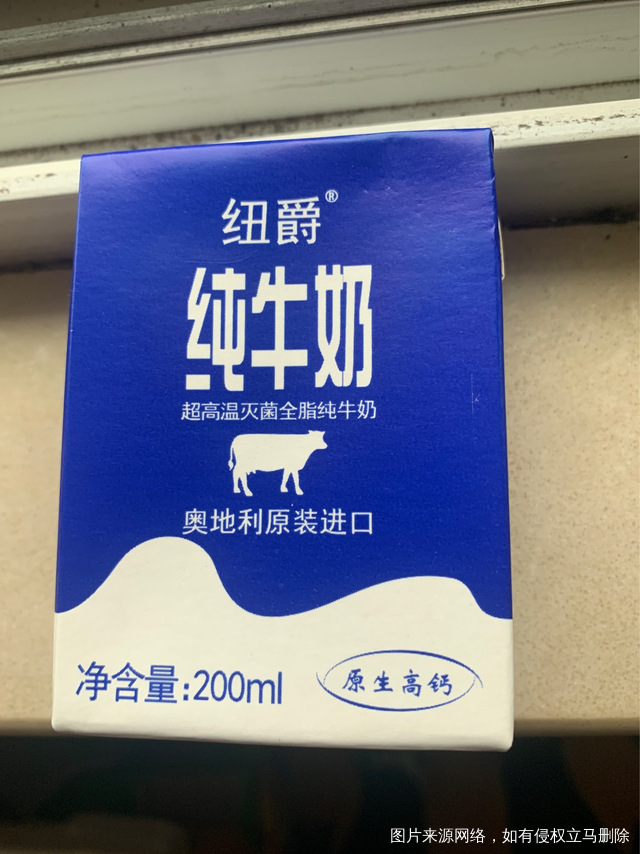 纽爵®
纯牛奶
超高温灭菌全脂纯牛奶
奥地利原装进口
净含量:200ml
原生高钙
图片来源网络，如有侵权立马删除